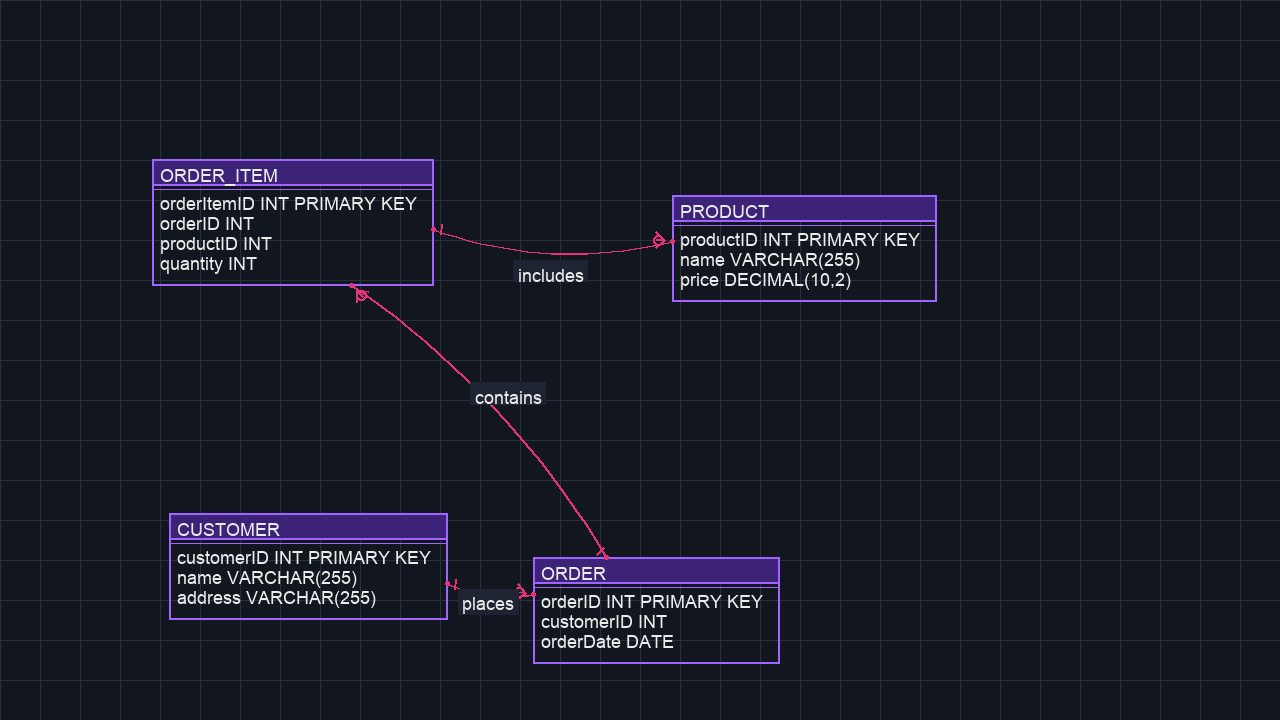 ORDER_ITEM
orderItemID INT PRIMARY KEY
orderID INT
productID INT
quantity INT
PRODUCT
productID INT PRIMARY KEY
name VARCHAR(255)
price DECIMAL(10,2)
includes
contains
CUSTOMER
customerID INT PRIMARY KEY
name VARCHAR(255)
address VARCHAR(255)
places
ORDER
orderID INT PRIMARY KEY
customerID INT
orderDate DATE